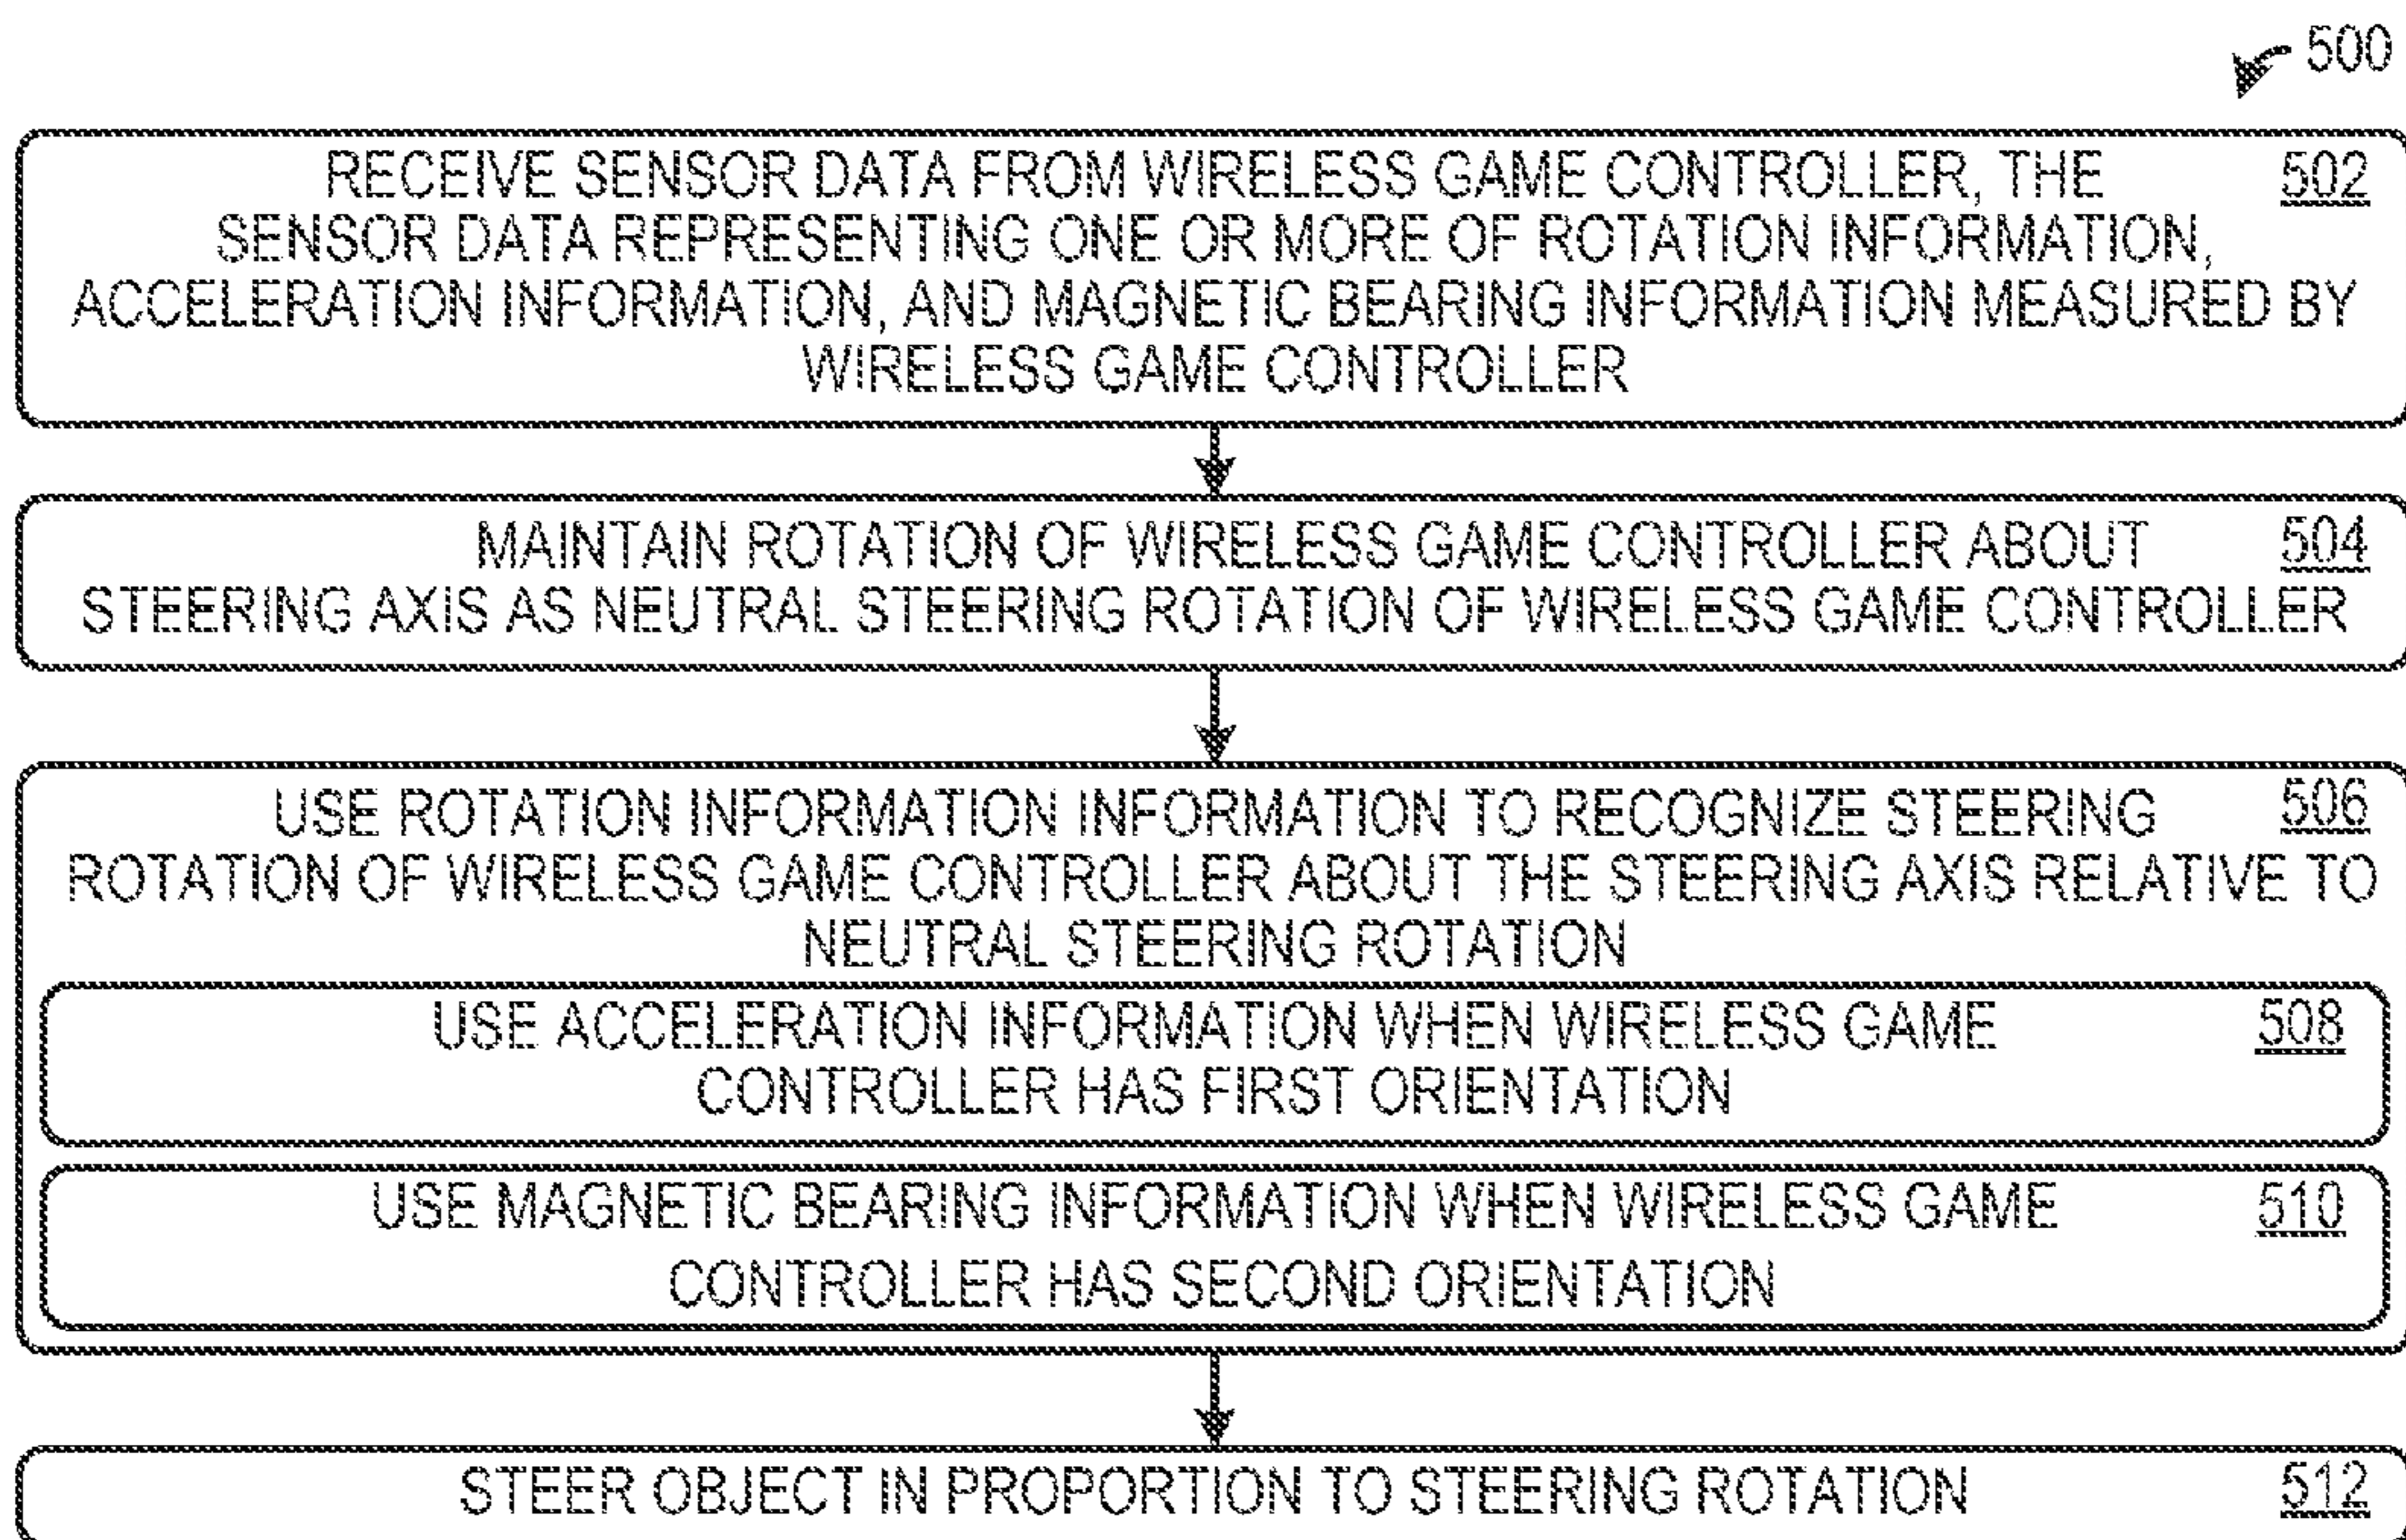 500
RECEIVE SENSOR DATA FROM WIRELESS GAME CONTROLLER, THE 502
SENSOR DATA REPRESENTING ONE OR MORE OF ROTATION INFORMATION,
ACCELERATION INFORMATION, AND MAGNETIC BEARING INFORMATION MEASURED BY
WIRELESS GAME CONTROLLER
MAINTAIN ROTATION OF WIRELESS GAME CONTROLLER ABOUT 504
STEERING AXIS AS NEUTRAL STEERING ROTATION OF WIRELESS GAME CONTROLLER
USE ROTATION INFORMATION INFORMATION TO RECOGNIZE STEERING 506
ROTATION OF WIRELESS GAME CONTROLLER ABOUT THE STEERING AXIS RELATIVE TO
NEUTRAL STEERING ROTATION
USE ACCELERATION INFORMATION WHEN WIRELESS GAME 508
CONTROLLER HAS FIRST ORIENTATION
USE MAGNETIC BEARING INFORMATION WHEN WIRELESS GAME 510
CONTROLLER HAS SECOND ORIENTATION
STEER OBJECT IN PROPORTION TO STEERING ROTATION 512